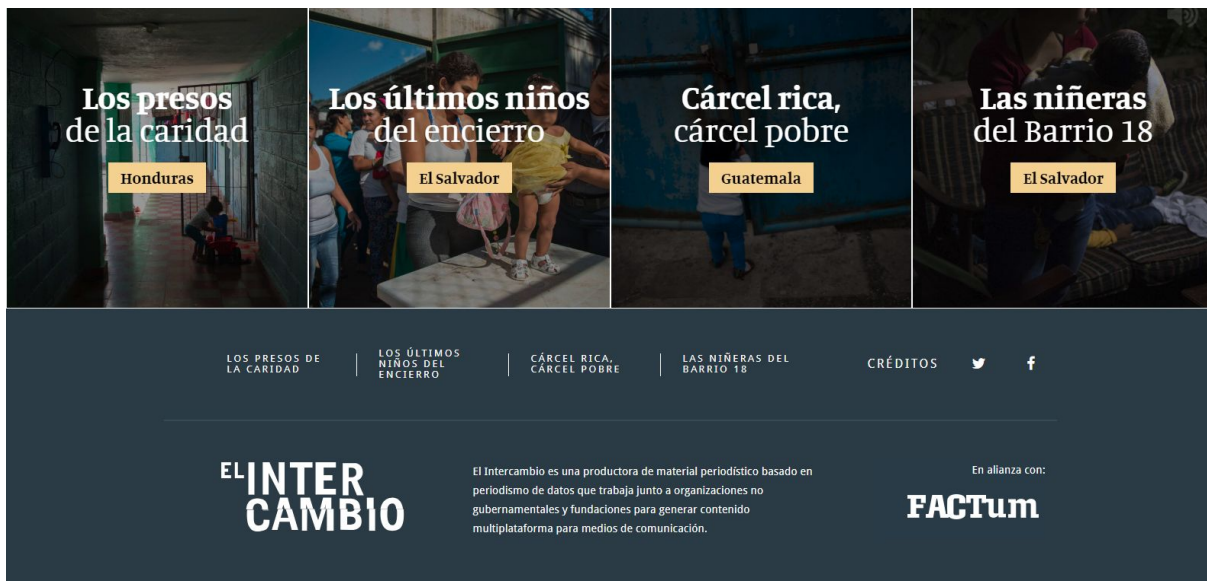 Los presos
de la caridad
Honduras
Los últimos niños
del encierro
El Salvador
Cárcel rica,
cárcel pobre
Guatemala
Las niñeras
del Barrio 18
El Salvador
LOS PRESOS DE
LA CARIDAD
LOS ÚLTIMOS
NIÑOS DEL
ENCIERRO
CÁRCEL RICA,
CÁRCEL POBRE
LAS NIÑERAS DEL
BARRIO 18
CRÉDITOS
EL INTER
CAMBIO
El Intercambio es una productora de material periodístico basado en
periodismo de datos que trabaja junto a organizaciones no
gubernamentales y fundaciones para generar contenido
multiplataforma para medios de comunicación.
En alianza con:
FACTum